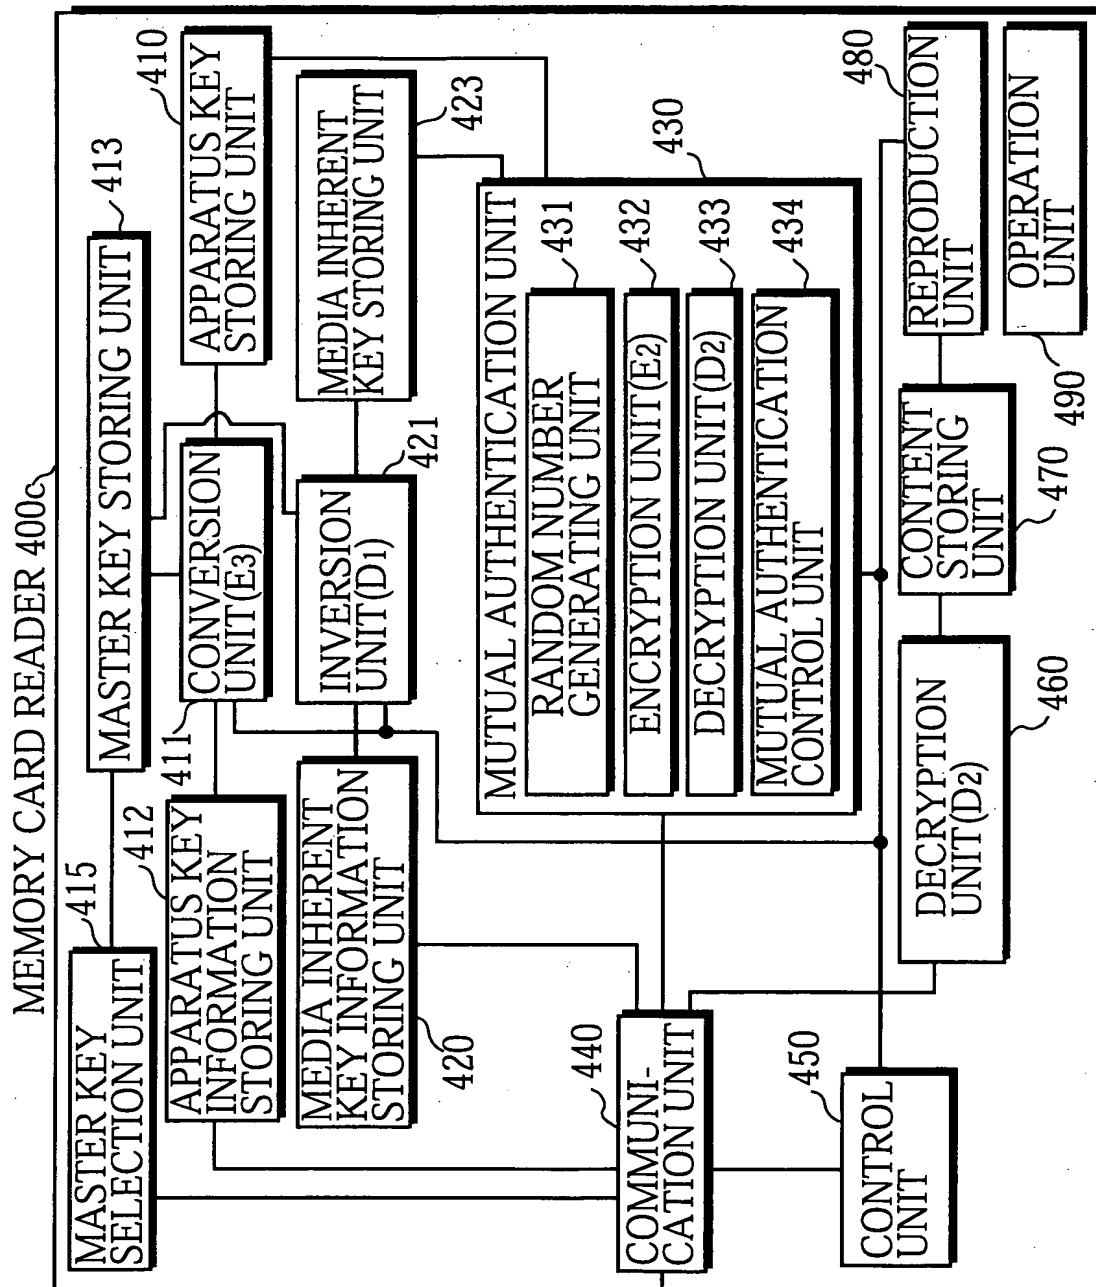 MEMORY CARD READER 400c
MASTER KEY
SELECTION UNIT
415
MASTER KEY STORING UNIT
413
APPARATUS KEY
INFORMATION
STORING UNIT
412
CONVERSION
UNIT(E3)
411
APPARATUS KEY
STORING UNIT
410
MEDIA INHERENT
KEY INFORMATION
STORING UNIT
420
INVERSION
UNIT(D1)
421
MEDIA INHERENT
KEY STORING UNIT
423
MUTUAL AUTHENTICATION UNIT
430
RANDOM NUMBER
GENERATING UNIT
431
ENCRYPTION UNIT(E2)
432
DECRYPTION UNIT(D2)
433
MUTUAL AUTHENTICATION
CONTROL UNIT
434
COMMUNI-
CATION UNIT
440
CONTROL
UNIT
450
DECRYPTION
UNIT(D2)
460
CONTENT
STORING
UNIT
470
REPRODUCTION
UNIT
480
OPERATION
UNIT
490